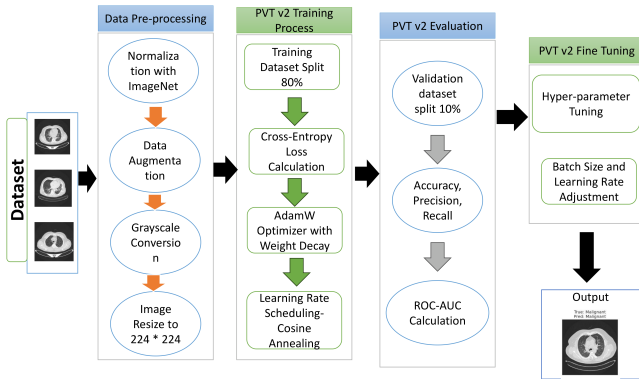 Dataset
Data Pre-processing
Normaliza
tion with
ImageNet
Data
Augmenta
tion
Grayscale
Conversio
n
Image
Resize to
224 * 224
PVT v2 Training
Process
Training
Dataset Split
80%
Cross-Entropy
Loss
Calculation
AdamW
Optimizer with
Weight Decay
Learning Rate
Scheduling-
Cosine
Annealing
PVT v2 Evaluation
Validation
dataset
split 10%
Accuracy,
Precision,
Recall
ROC-AUC
Calculation
PVT v2 Fine Tuning
Hyper-parameter
Tuning
Batch Size and
Learning Rate
Adjustment
Output
True: Malignant
Pred: Malignant